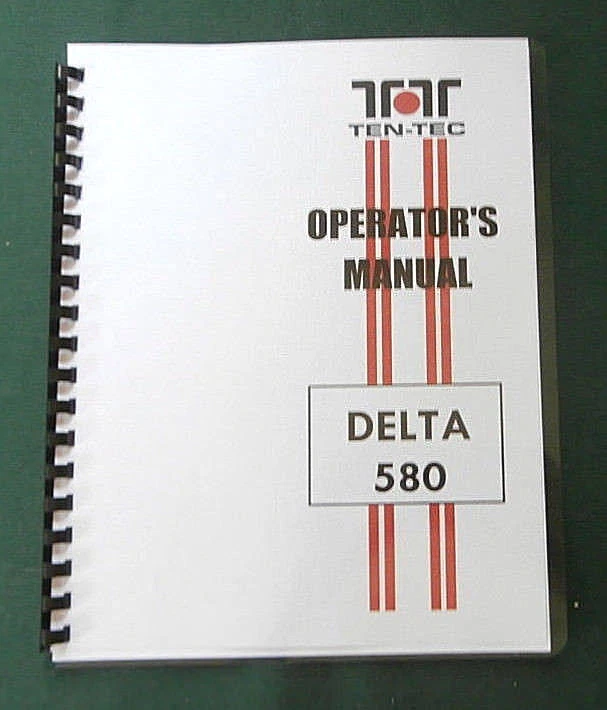 TEN-TEC
OPERATOR'S
MANUAL
DELTA
580